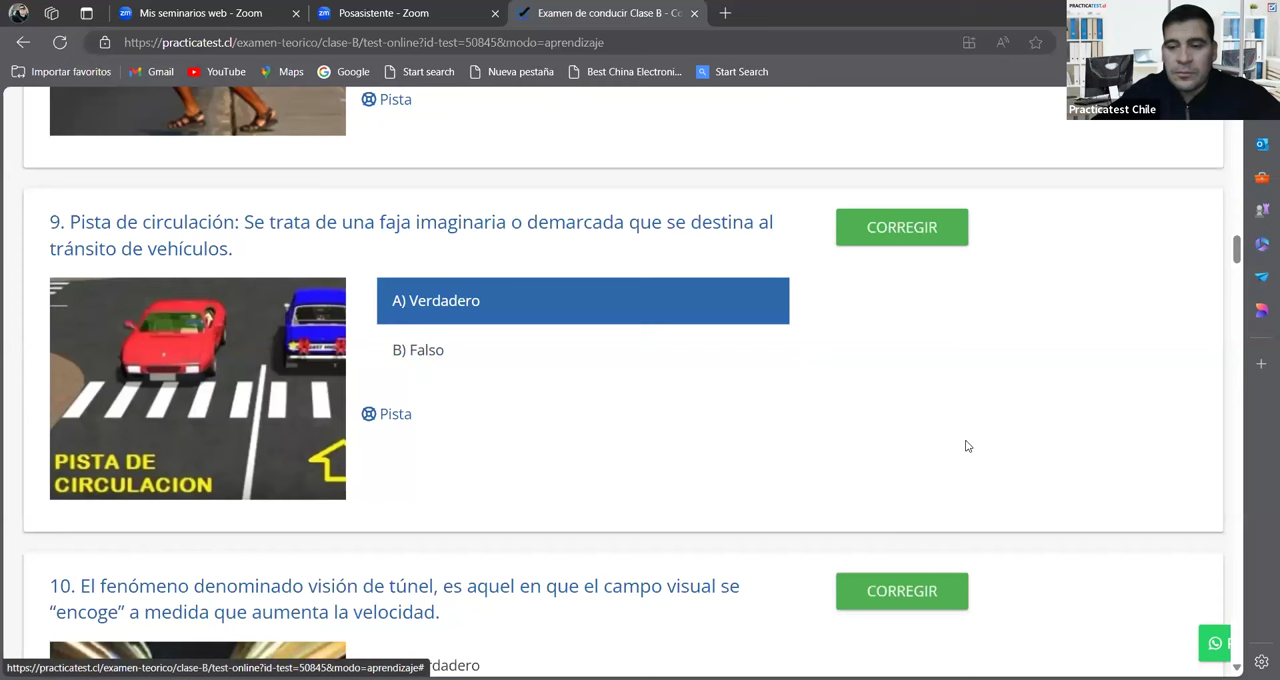 Mis seminarios web - Zoom
Posasistente - Zoom
Examen de conducir Clase B - Co
https://practicatest.cl/examen-teorico/clase-B/test-online?id-test=50845&modo=aprendizaje
Importar favoritos
Gmail
YouTube
Maps
Google
Start search
Nueva pestaña
Best China Electroni...
Start Search
PRACTICATEST.cl
Practicatest Chile
Pista
9. Pista de circulación: Se trata de una faja imaginaria o demarcada que se destina al
tránsito de vehículos.
CORREGIR
A) Verdadero
B) Falso
Pista
PISTA DE
CIRCULACION
10. El fenómeno denominado visión de túnel, es aquel en que el campo visual se
“encoge” a medida que aumenta la velocidad.
CORREGIR
rdadero
https://practicatest.cl/examen-teorico/clase-B/test-online?id-test=50845&modo=aprendizaje#